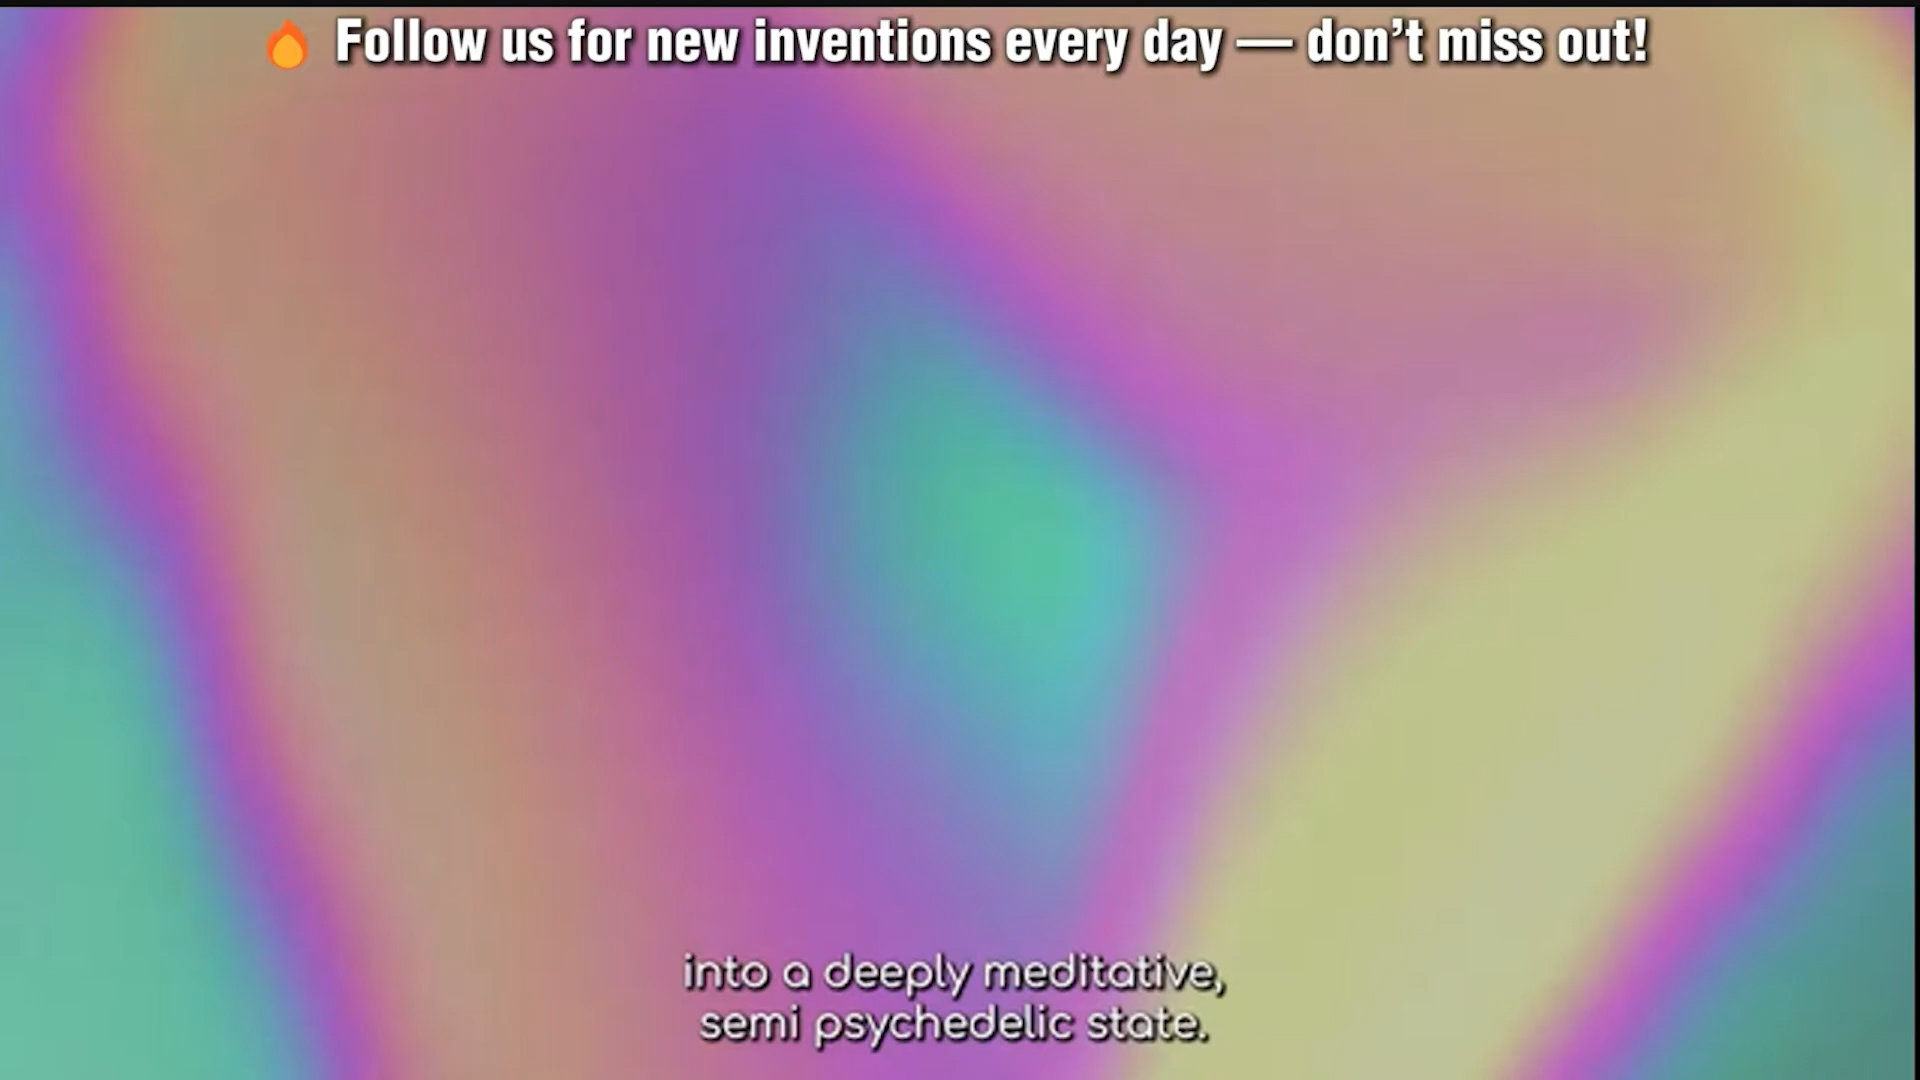 🔥 Follow us for new inventions every day — don’t miss out!
into a deeply meditative,
semi psychedelic state.